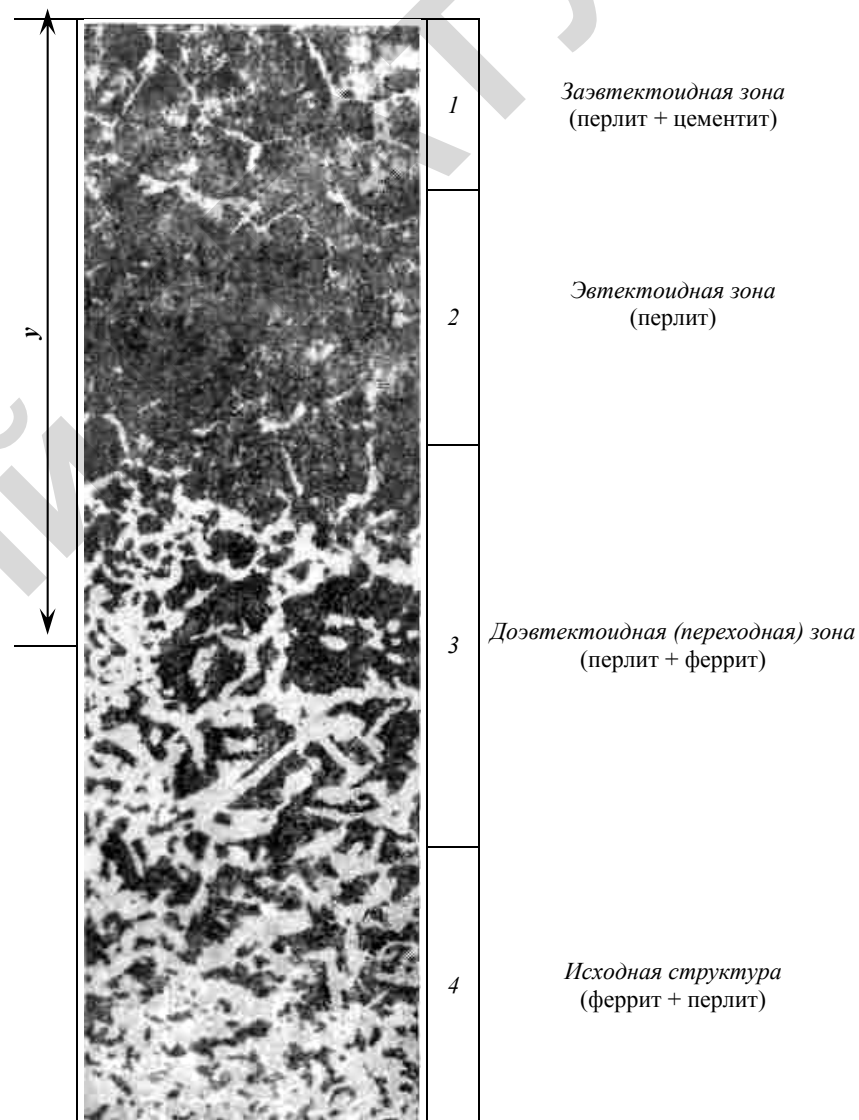 1
Заэвтектоидная зона
(перлит + цементит)
2
Эвтектоидная зона
(перлит)
у
3
Доэвтектоидная (переходная) зона
(перлит + феррит)
4
Исходная структура
(феррит + перлит)